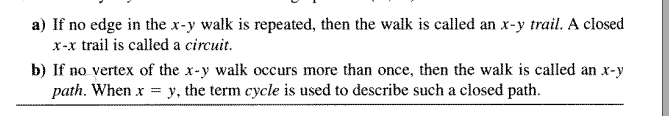 a) If no edge in the x-y walk is repeated, then the walk is called an x-y trail. A closed
x-x trail is called a circuit.
b) If no vertex of the x-y walk occurs more than once, then the walk is called an x-y
path. When x = y, the term cycle is used to describe such a closed path.